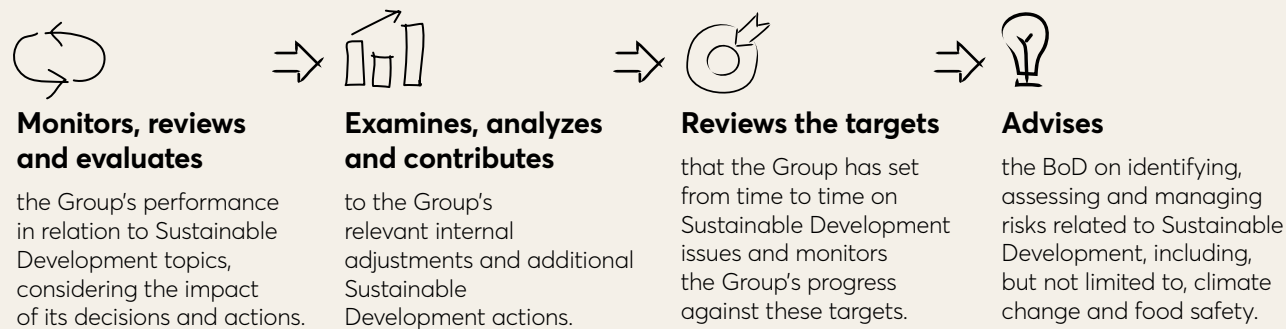 Monitors, reviews
and evaluates
the Group's performance
in relation to Sustainable
Development topics,
considering the impact
of its decisions and actions.
Examines, analyzes
and contributes
to the Group's
relevant internal
adjustments and additional
Sustainable
Development actions.
Reviews the targets
that the Group has set
from time to time on
Sustainable Development
issues and monitors
the Group's progress
against these targets.
Advises
the BoD on identifying,
assessing and managing
risks related to Sustainable
Development, including,
but not limited to, climate
change and food safety.